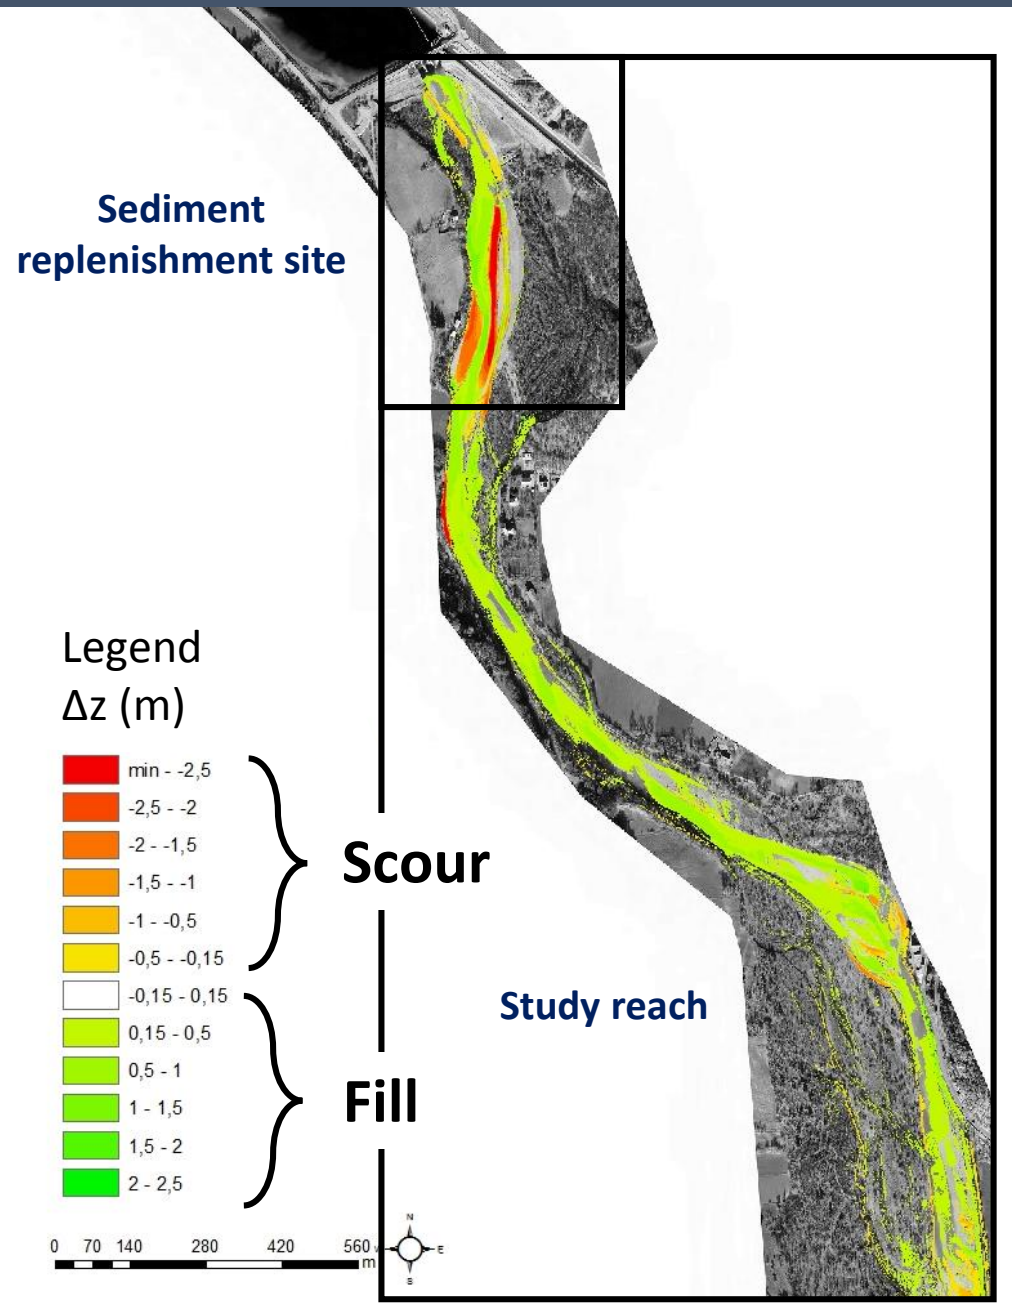 Sediment
replenishment site
Legend
Δz (m)
min - -2,5
-2,5 - -2
-2 - -1,5
-1,5 - -1
-1 - -0,5
-0,5 - -0,15
-0,15 - 0,15
0,15 - 0,5
0,5 - 1
1 - 1,5
1,5 - 2
2 - 2,5
Scour
Fill
Study reach
0 70 140 280 420 560
m
N
W E
S